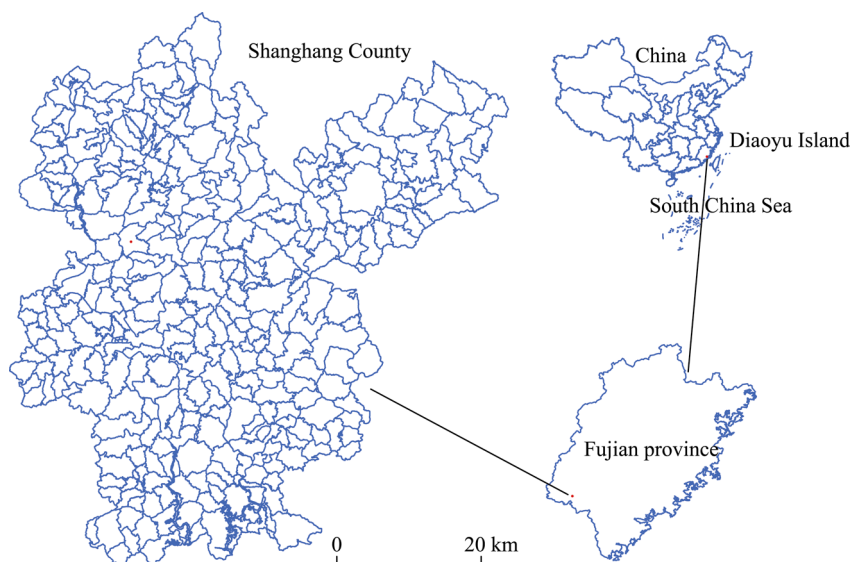 Shanghang County
China
Diaoyu Island
South China Sea
Fujian province
0
20 km